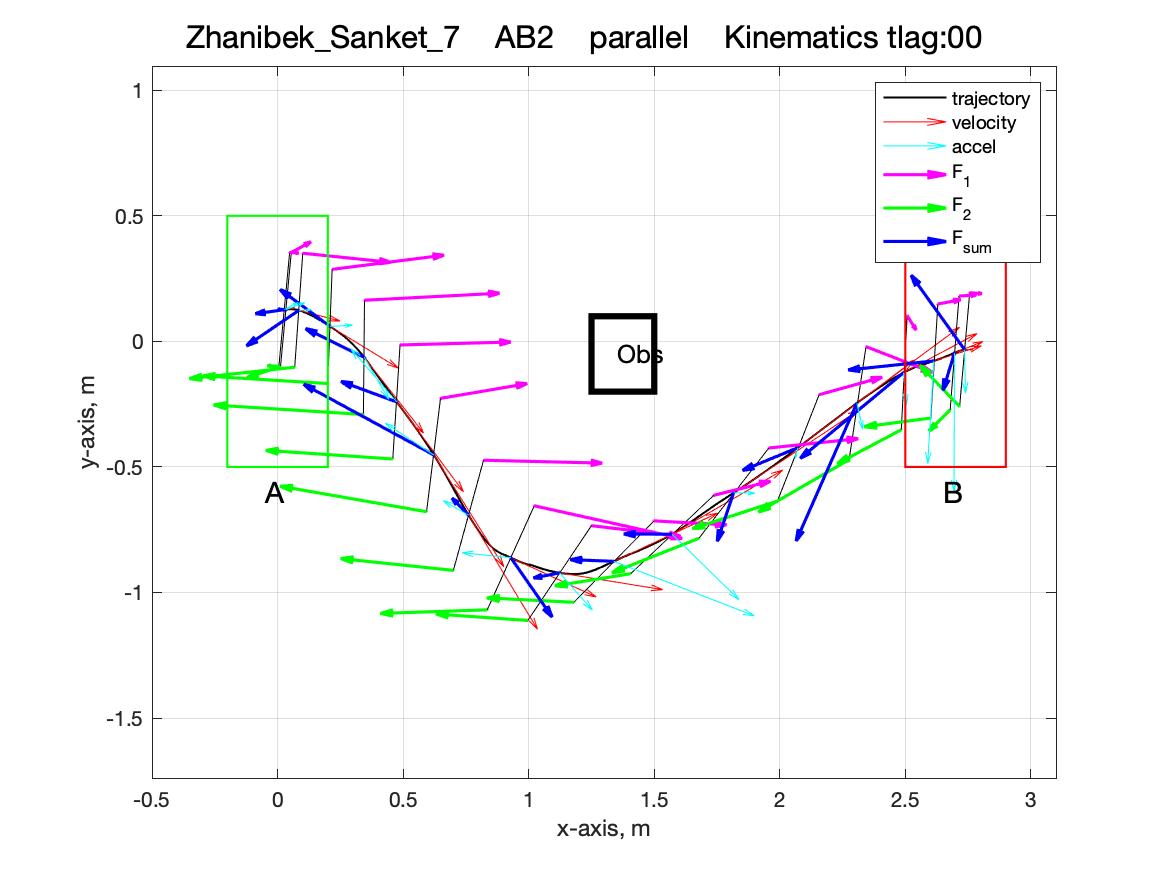 Zhanibek_Sanket_7 AB2 parallel Kinematics tlag:00
trajectory
velocity
accel
F1
F2
Fsum
1
0.5
0
-0.5
-1
-1.5
y-axis, m
Obs
A
B
-0.5 0 0.5 1 1.5 2 2.5 3
x-axis, m